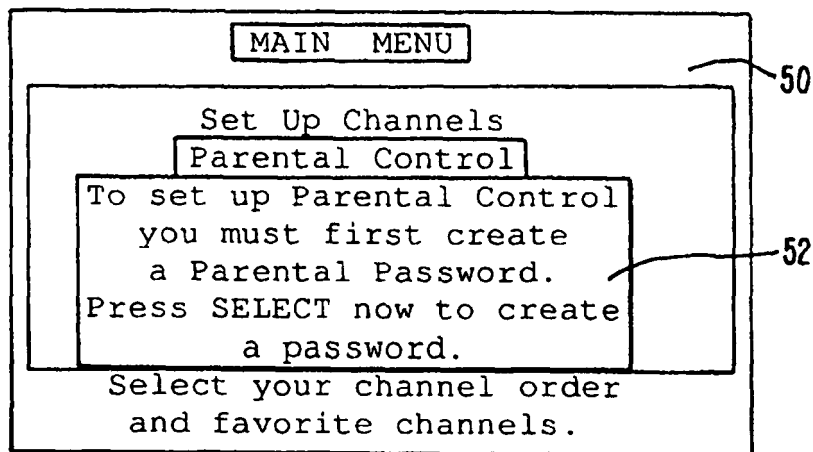 MAIN MENU
50
Set Up Channels
Parental Control
To set up Parental Control
you must first create
a Parental Password.
52
Press SELECT now to create
a password.
Select your channel order
and favorite channels.